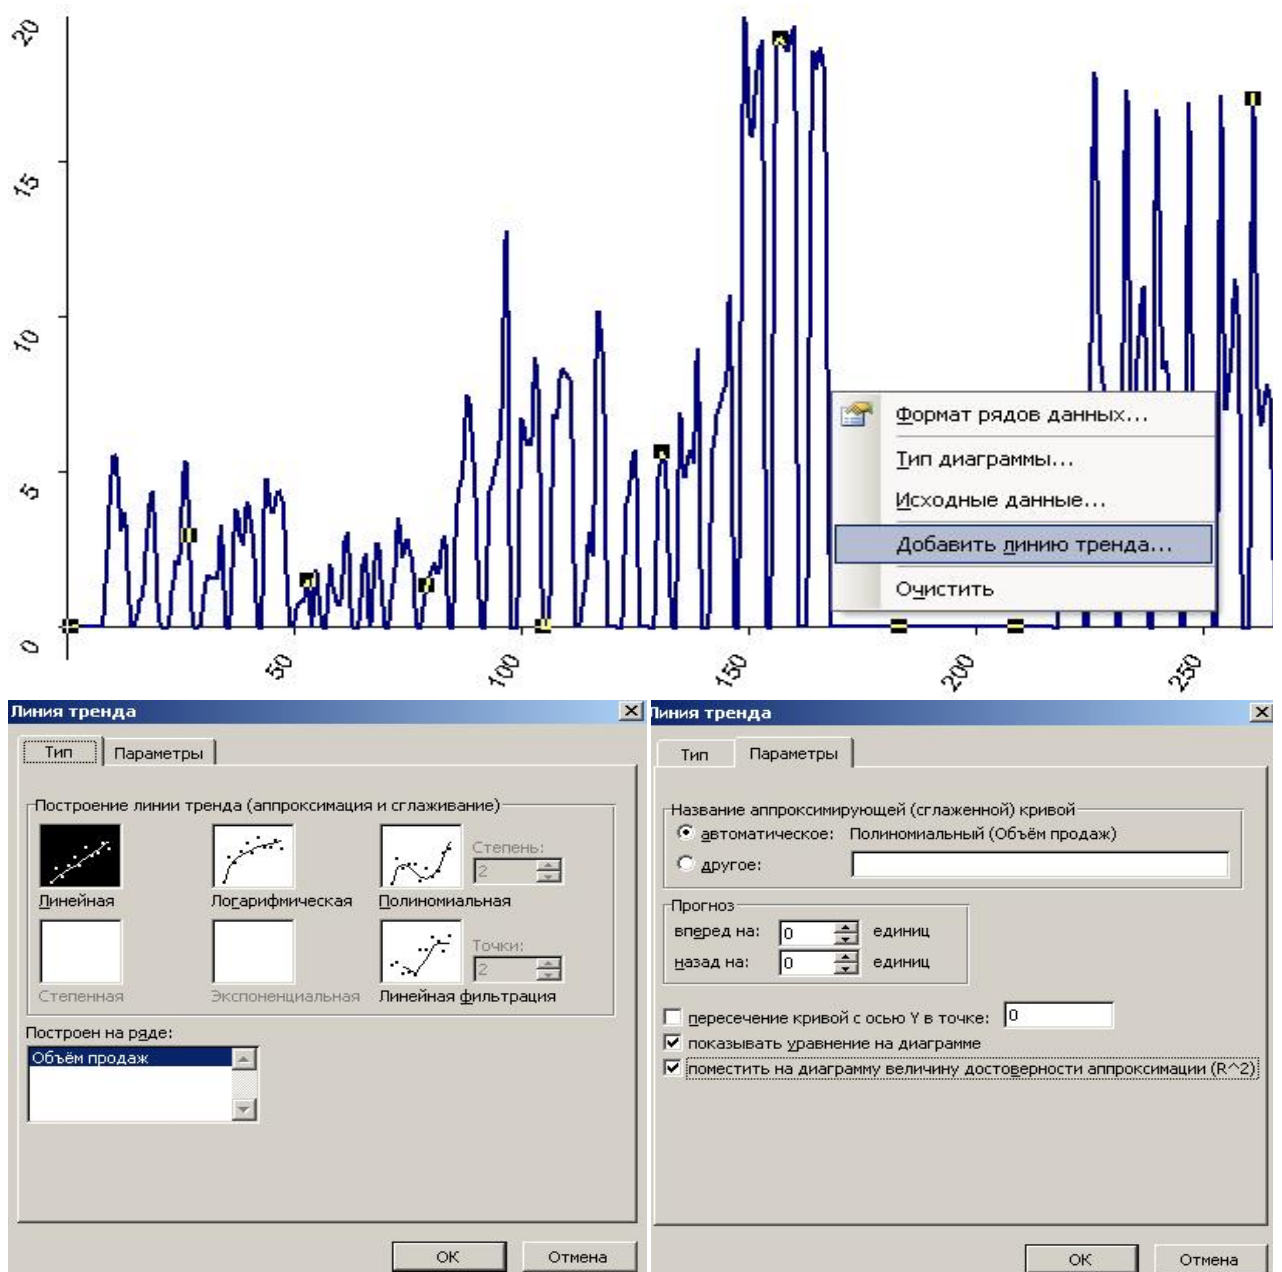 20
15
10
5
0
50
100
150
200
250
Формат рядов данных...
Тип диаграммы...
Исходные данные...
Добавить линию тренда...
Очистить
Линия тренда
Тип
Параметры
Построение линии тренда (аппроксимация и сглаживание)
Степень:
2
Линейная
Логарифмическая
Полиномиальная
Точки:
2
Степенная
Экспоненциальная
Линейная фильтрация
Построен на ряде:
Объём продаж
ОК
Отмена
Линия тренда
Тип
Параметры
Название аппроксимирующей (сглаженной) кривой
автоматическое: Полиномиальный (Объём продаж)
другое:
Прогноз
вперед на: 0 единиц
назад на: 0 единиц
пересечение кривой с осью Y в точке: 0
показывать уравнение на диаграмме
поместить на диаграмму величину достоверности аппроксимации (R^2)
ОК
Отмена